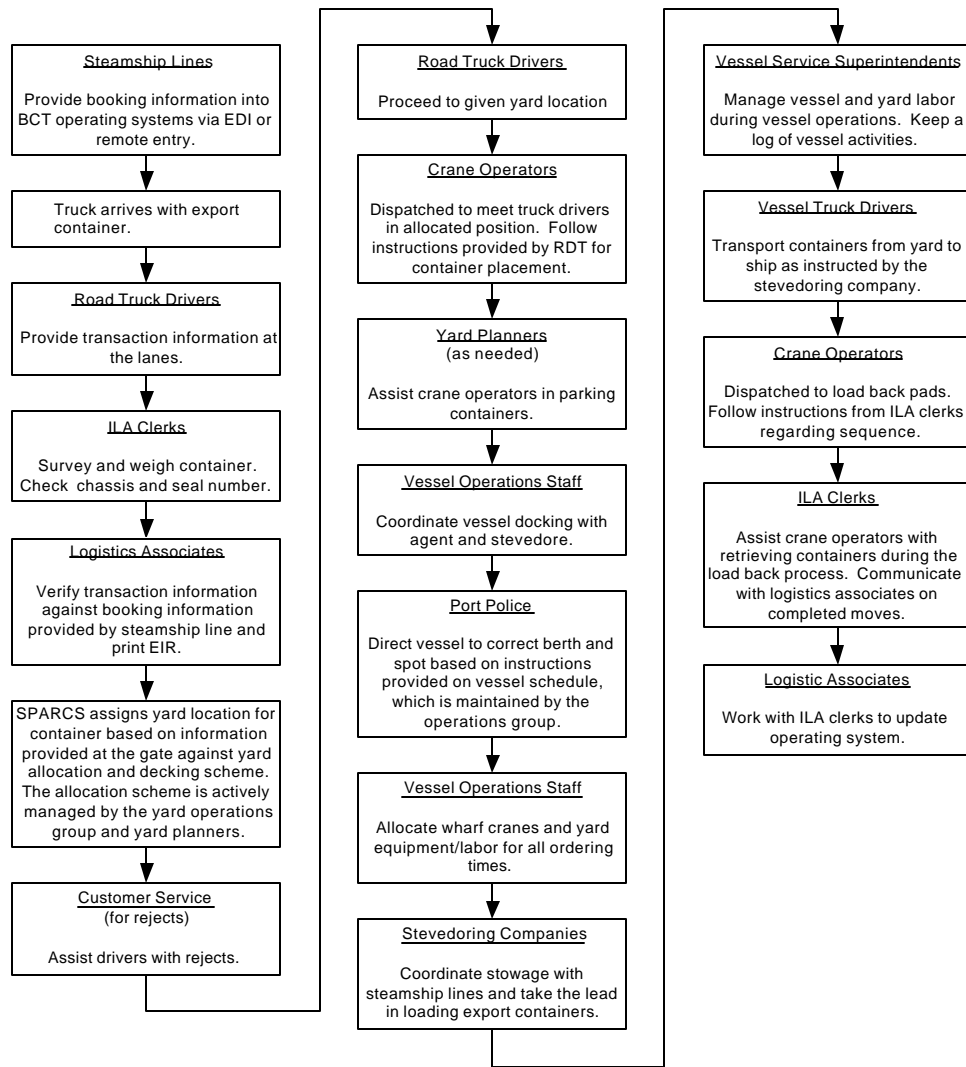 Steamship Lines
Provide booking information into
BCT operating systems via EDI or
remote entry.
Truck arrives with export
container.
Road Truck Drivers
Provide transaction information at
the lanes.
ILA Clerks
Survey and weigh container.
Check chassis and seal number.
Logistics Associates
Verify transaction information
against booking information
provided by steamship line and
print EIR.
SPARCS assigns yard location for
container based on information
provided at the gate against yard
allocation and decking scheme.
The allocation scheme is actively
managed by the yard operations
group and yard planners.
Customer Service
(for rejects)
Assist drivers with rejects.
Road Truck Drivers
Proceed to given yard location
Crane Operators
Dispatched to meet truck drivers
in allocated position. Follow
instructions provided by RDT for
container placement.
Yard Planners
(as needed)
Assist crane operators in parking
containers.
Vessel Operations Staff
Coordinate vessel docking with
agent and stevedore.
Port Police
Direct vessel to correct berth and
spot based on instructions
provided on vessel schedule,
which is maintained by the
operations group.
Vessel Operations Staff
Allocate wharf cranes and yard
equipment/labor for all ordering
times.
Stevedoring Companies
Coordinate stowage with
steamship lines and take the lead
in loading export containers.
Vessel Service Superintendents
Manage vessel and yard labor
during vessel operations. Keep a
log of vessel activities.
Vessel Truck Drivers
Transport containers from yard to
ship as instructed by the
stevedoring company.
Crane Operators
Dispatched to load back pads.
Follow instructions from ILA clerks
regarding sequence.
ILA Clerks
Assist crane operators with
retrieving containers during the
load back process. Communicate
with logistics associates on
completed moves.
Logistic Associates
Work with ILA clerks to update
operating system.